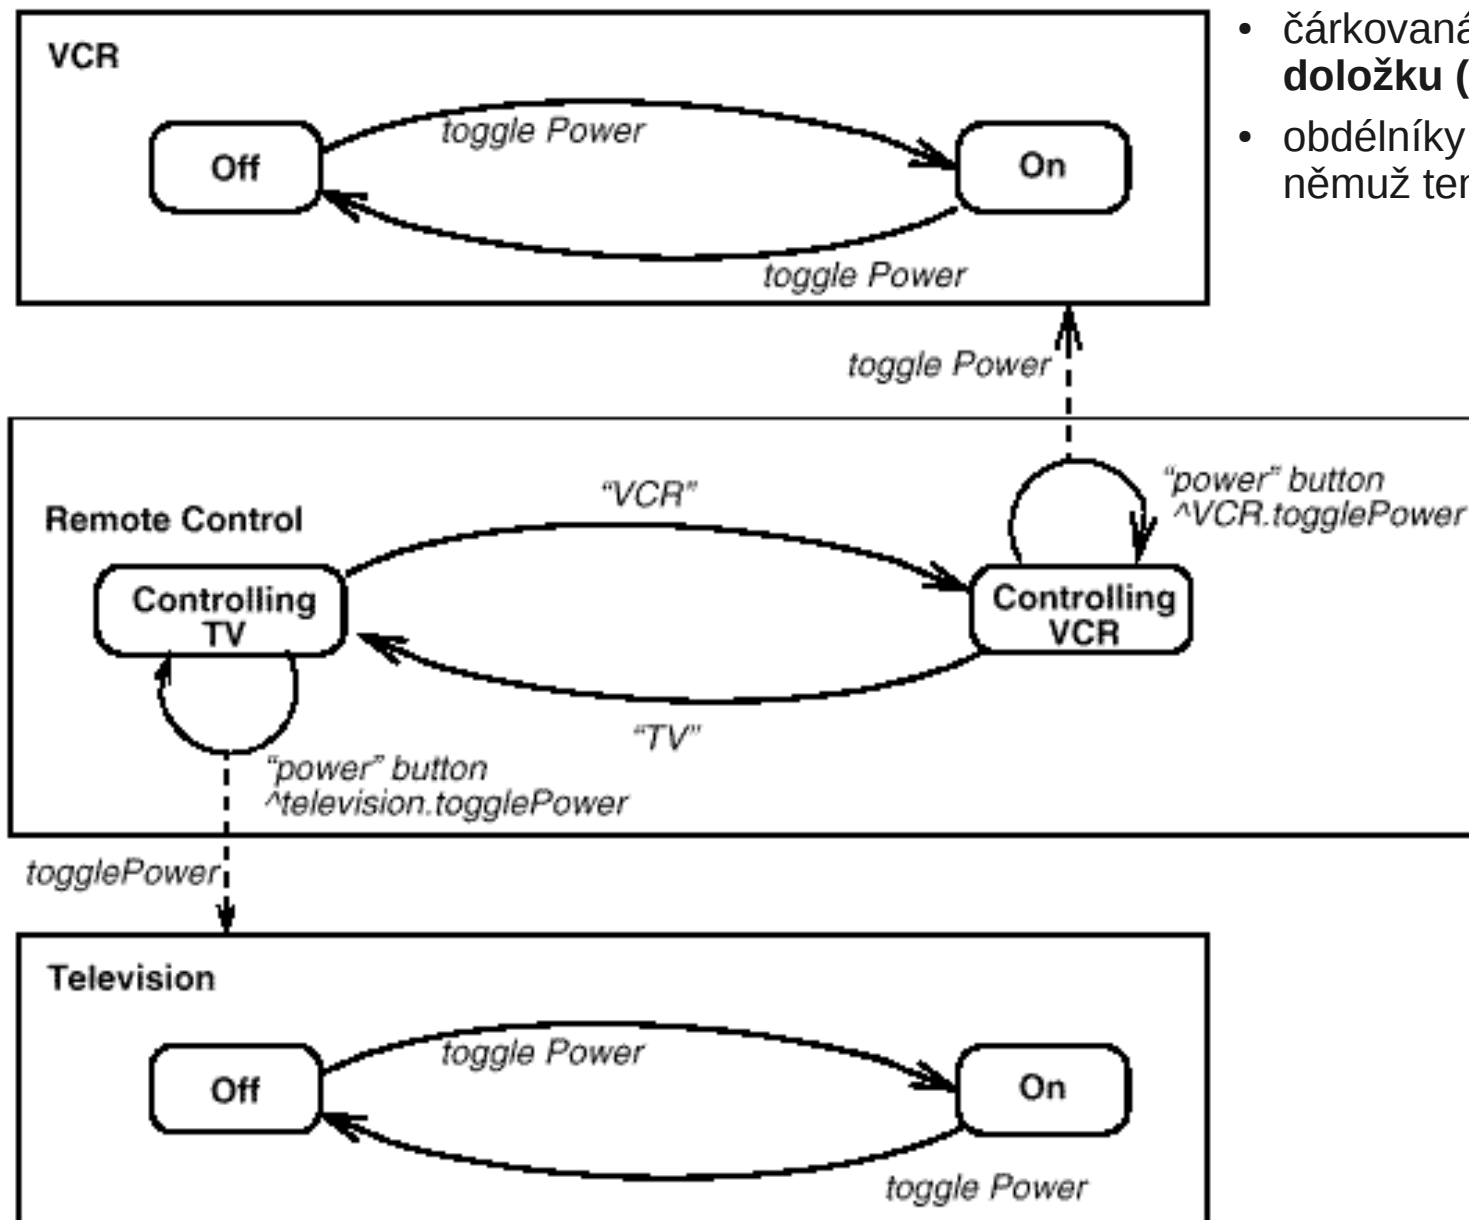 VCR
toggle Power
Off
On
toggle Power
• čárkovaná
doložku (
• obdélníky
němuž ten
toggle Power
Remote Control
"VCR"
"power" button
^VCR.togglePower
Controlling
TV
Controlling
VCR
"TV"
"power" button
^television.togglePower
togglePower
Television
toggle Power
Off
On
toggle Power